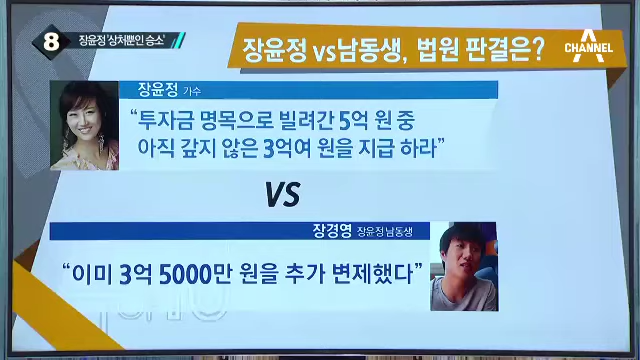 8 장윤정 '상처뿐인 승소'
장윤정 vs남동생, 법원 판결은?
CHANNEL A
장윤정 가수
“투자금 명목으로 빌려간 5억 원 중
아직 갚지 않은 3억여 원을 지급 하라”
VS
장경영 장윤정 남동생
“이미 3억 5000만 원을 추가 변제했다”